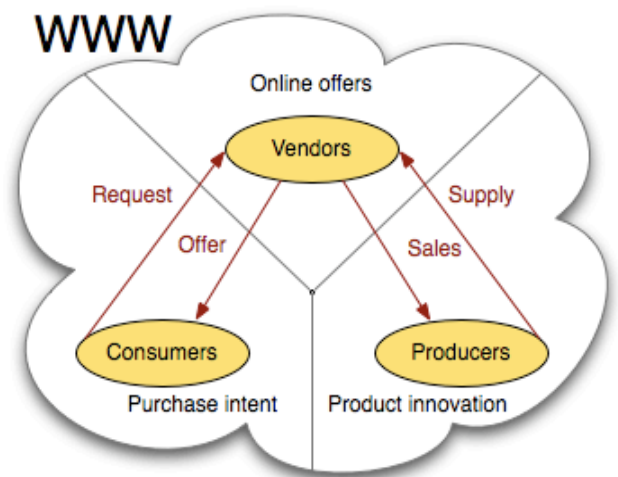 WWW
Online offers
Vendors
Request
Supply
Offer
Sales
Consumers
Producers
Purchase intent
Product innovation